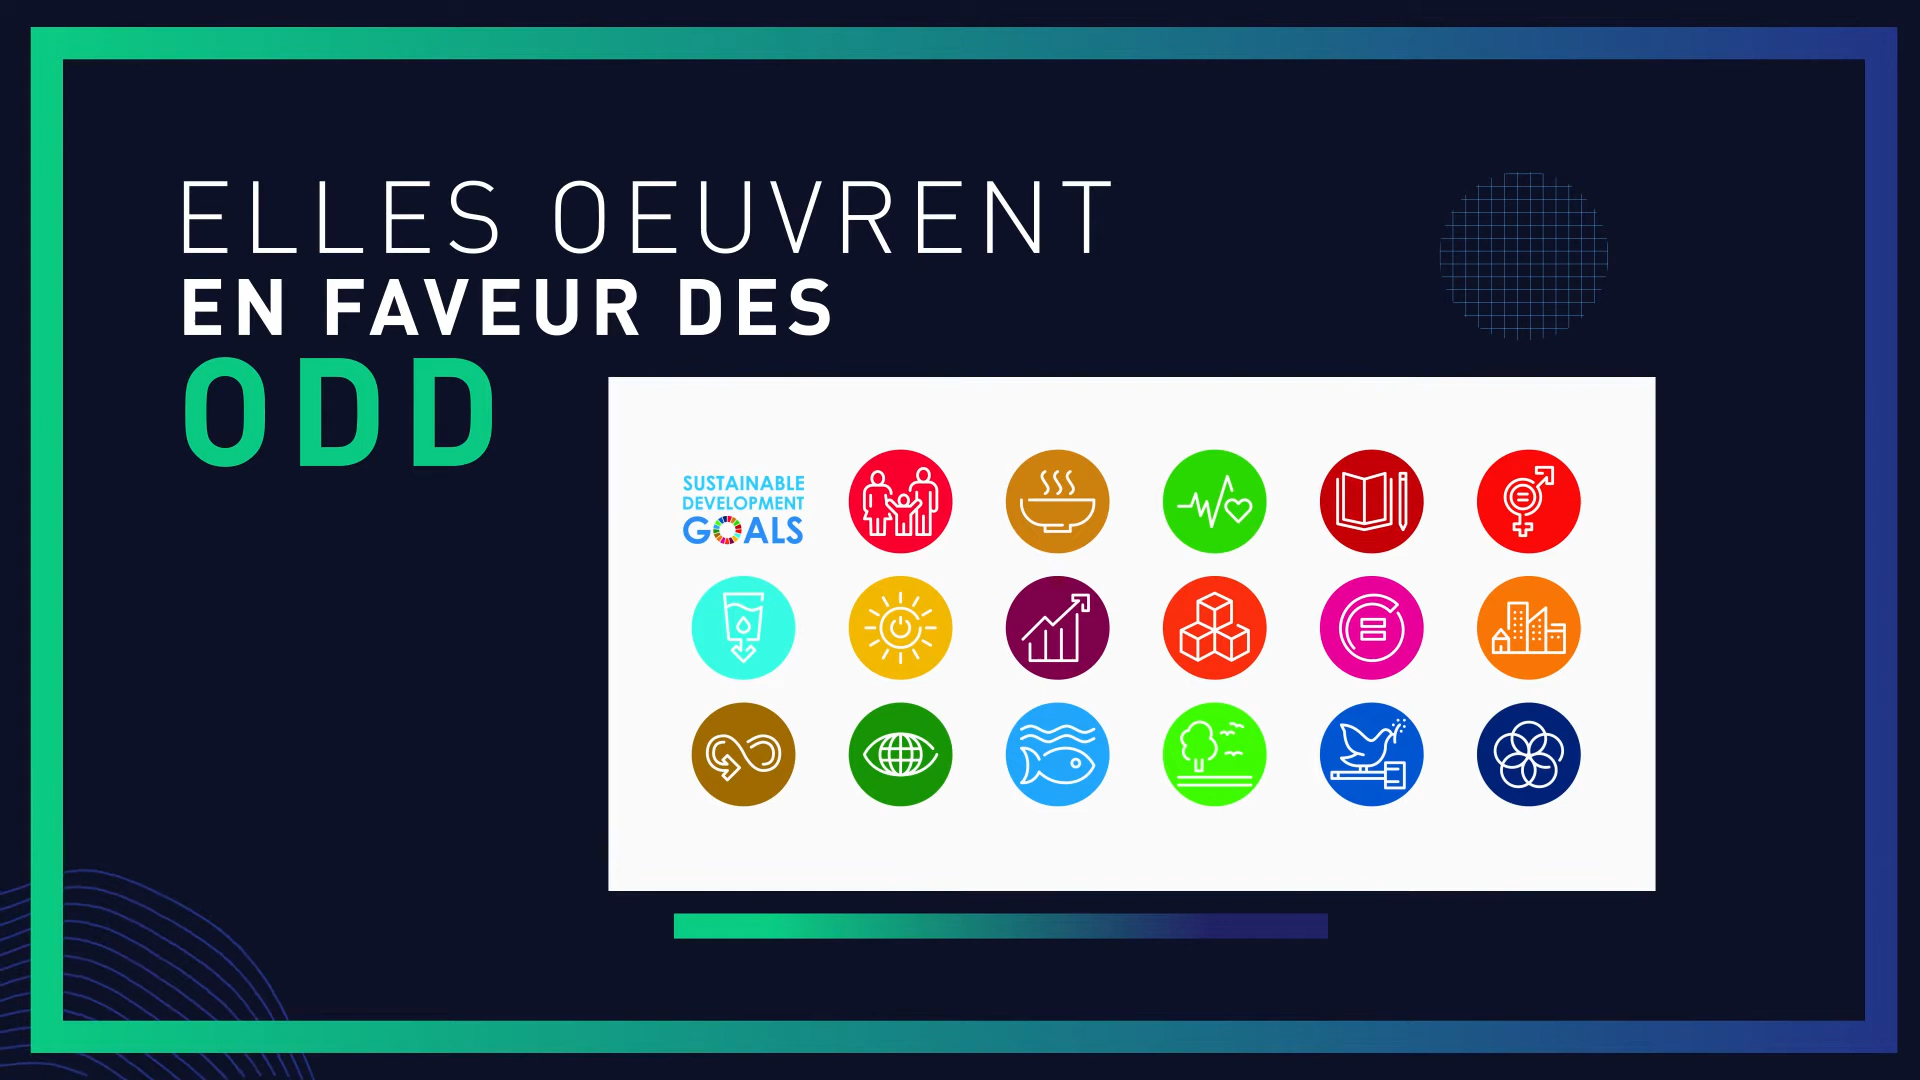 ELLES OEUVRENT
EN FAVEUR DES
ODD
SUSTAINABLE
DEVELOPMENT
GOALS